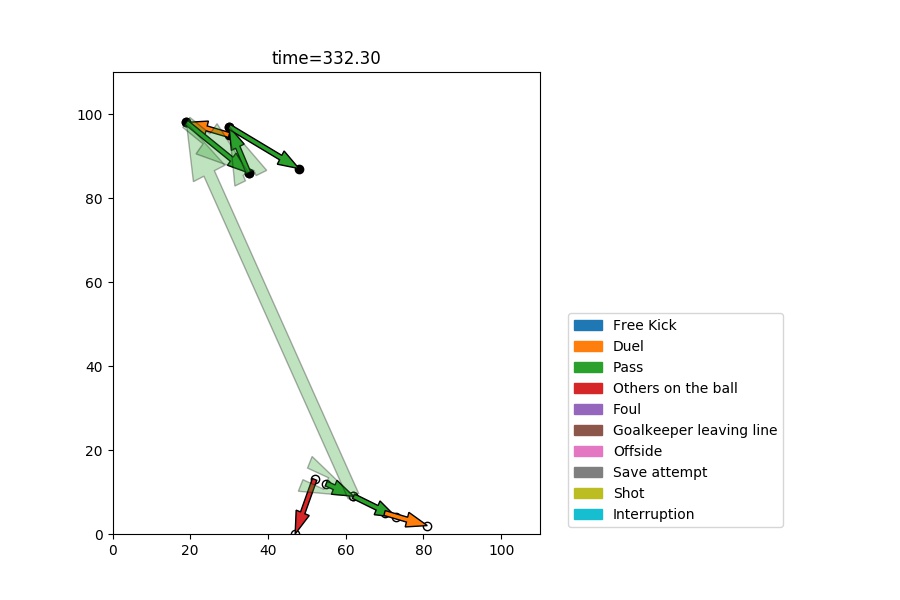 time=332.30
100
80
60
40
20
0
0 20 40 60 80 100
Free Kick
Duel
Pass
Others on the ball
Foul
Goalkeeper leaving line
Offside
Save attempt
Shot
Interruption